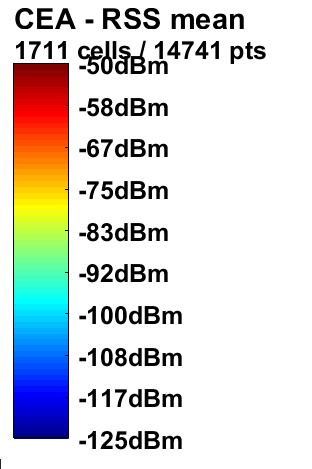 CEA - RSS mean
1711 cells / 14741 pts
-50dBm
-58dBm
-67dBm
-75dBm
-83dBm
-92dBm
-100dBm
-108dBm
-117dBm
-125dBm